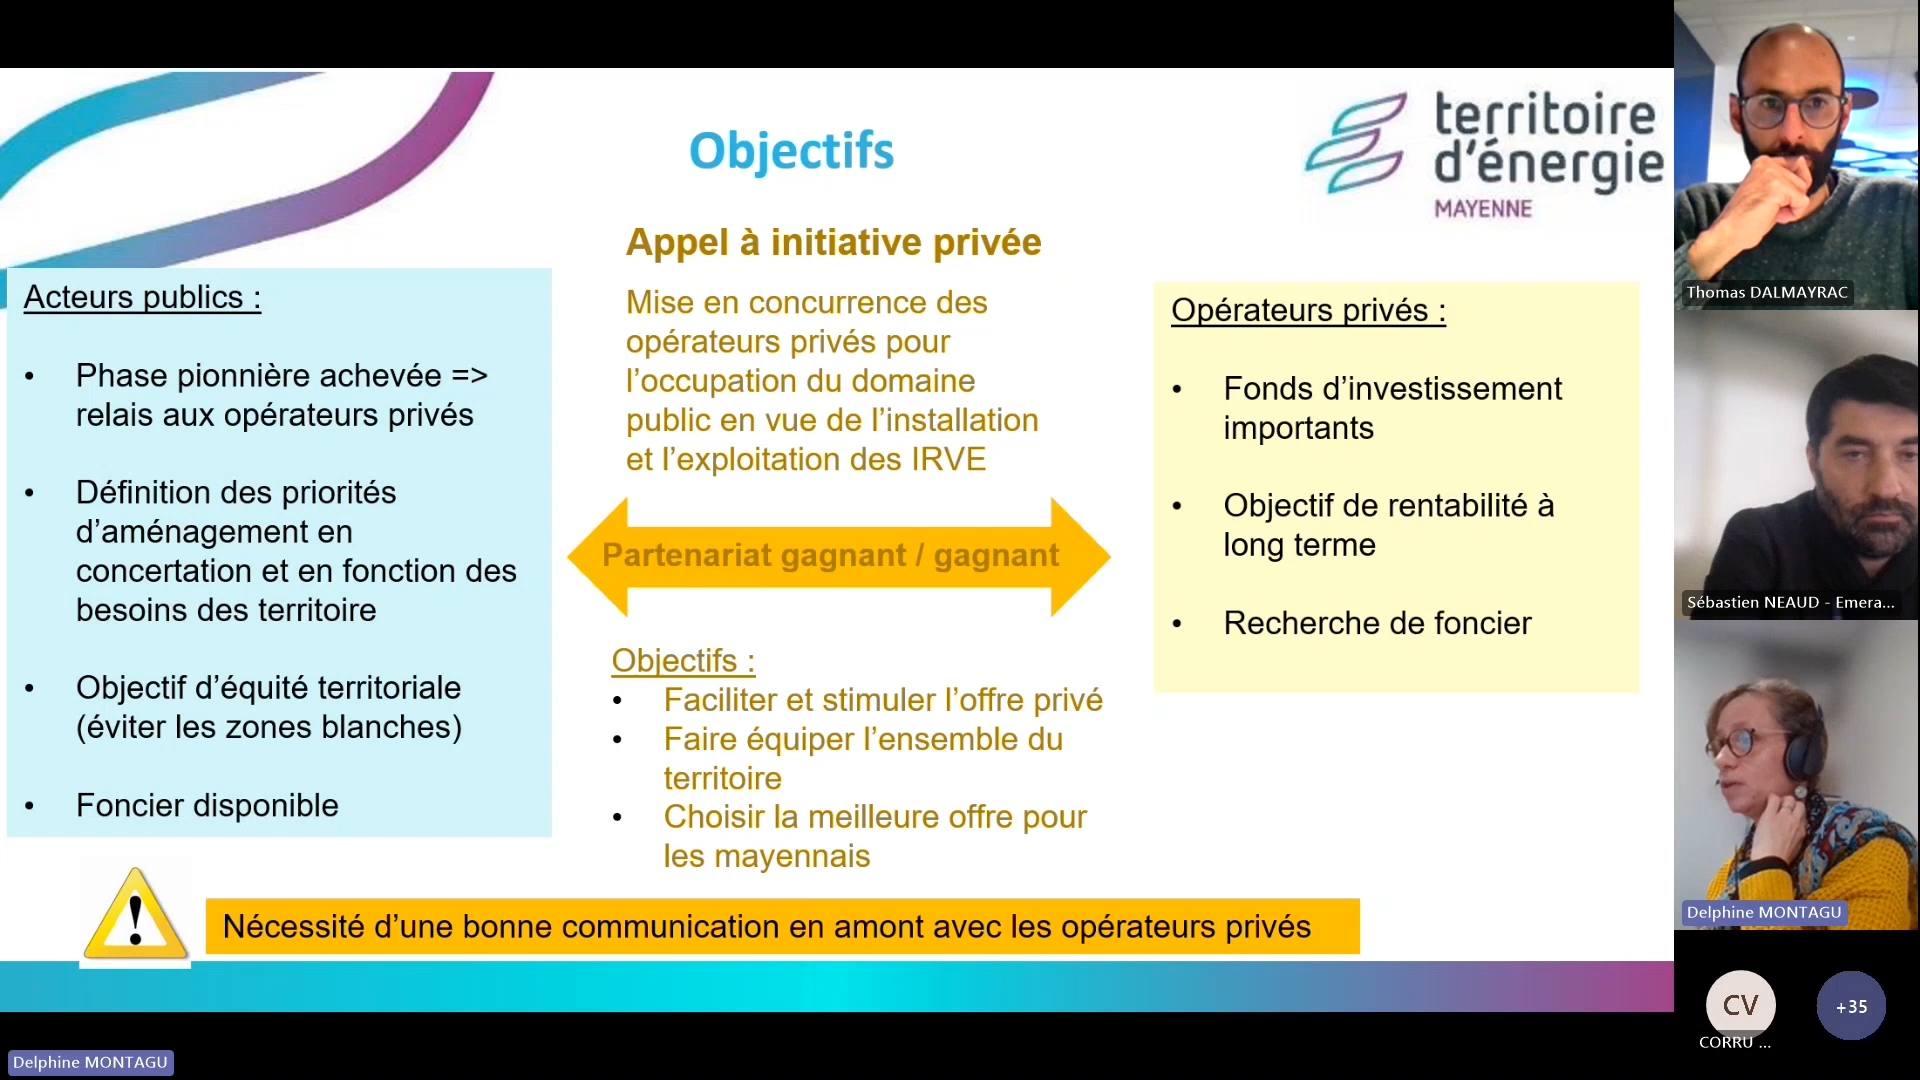 Objectifs
territoire
d’énergie
MAYENNE
Acteurs publics :
• Phase pionnière achevée =>
relais aux opérateurs privés
• Définition des priorités
d’aménagement en
concertation et en fonction des
besoins des territoire
• Objectif d’équité territoriale
(éviter les zones blanches)
• Foncier disponible
Appel à initiative privée
Mise en concurrence des
opérateurs privés pour
l’occupation du domaine
public en vue de l’installation
et l’exploitation des IRVE
Partenariat gagnant / gagnant
Objectifs :
• Faciliter et stimuler l’offre privé
• Faire équiper l’ensemble du
territoire
• Choisir la meilleure offre pour
les mayennais
Opérateurs privés :
• Fonds d’investissement
importants
• Objectif de rentabilité à
long terme
• Recherche de foncier
!
Nécessité d’une bonne communication en amont avec les opérateurs privés
Thomas DALMAYRAC
Sébastien NEAUD - Emera...
Delphine MONTAGU
CV
CORRU ...
+35
Delphine MONTAGU